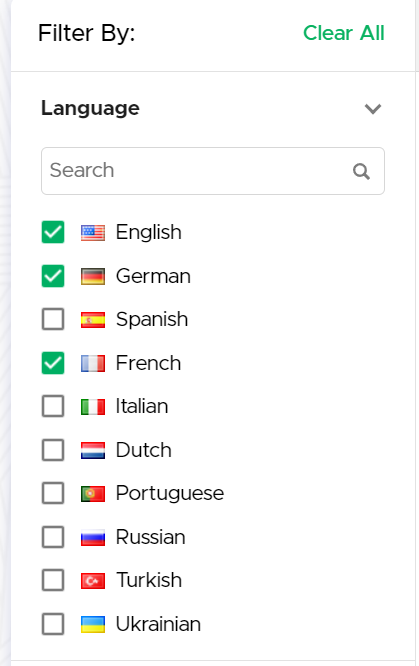 Filter By: Clear All
Language
Search
English
German
Spanish
French
Italian
Dutch
Portuguese
Russian
Turkish
Ukrainian